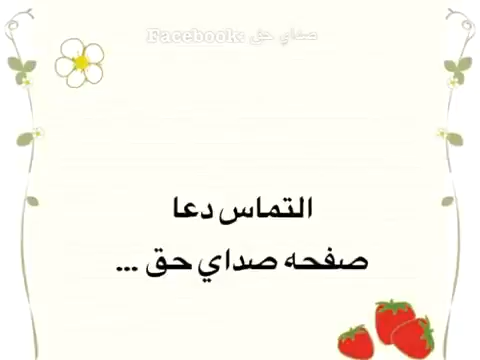 Facebook: صداي حق
التماس دعا
صفحه صداي حق ...